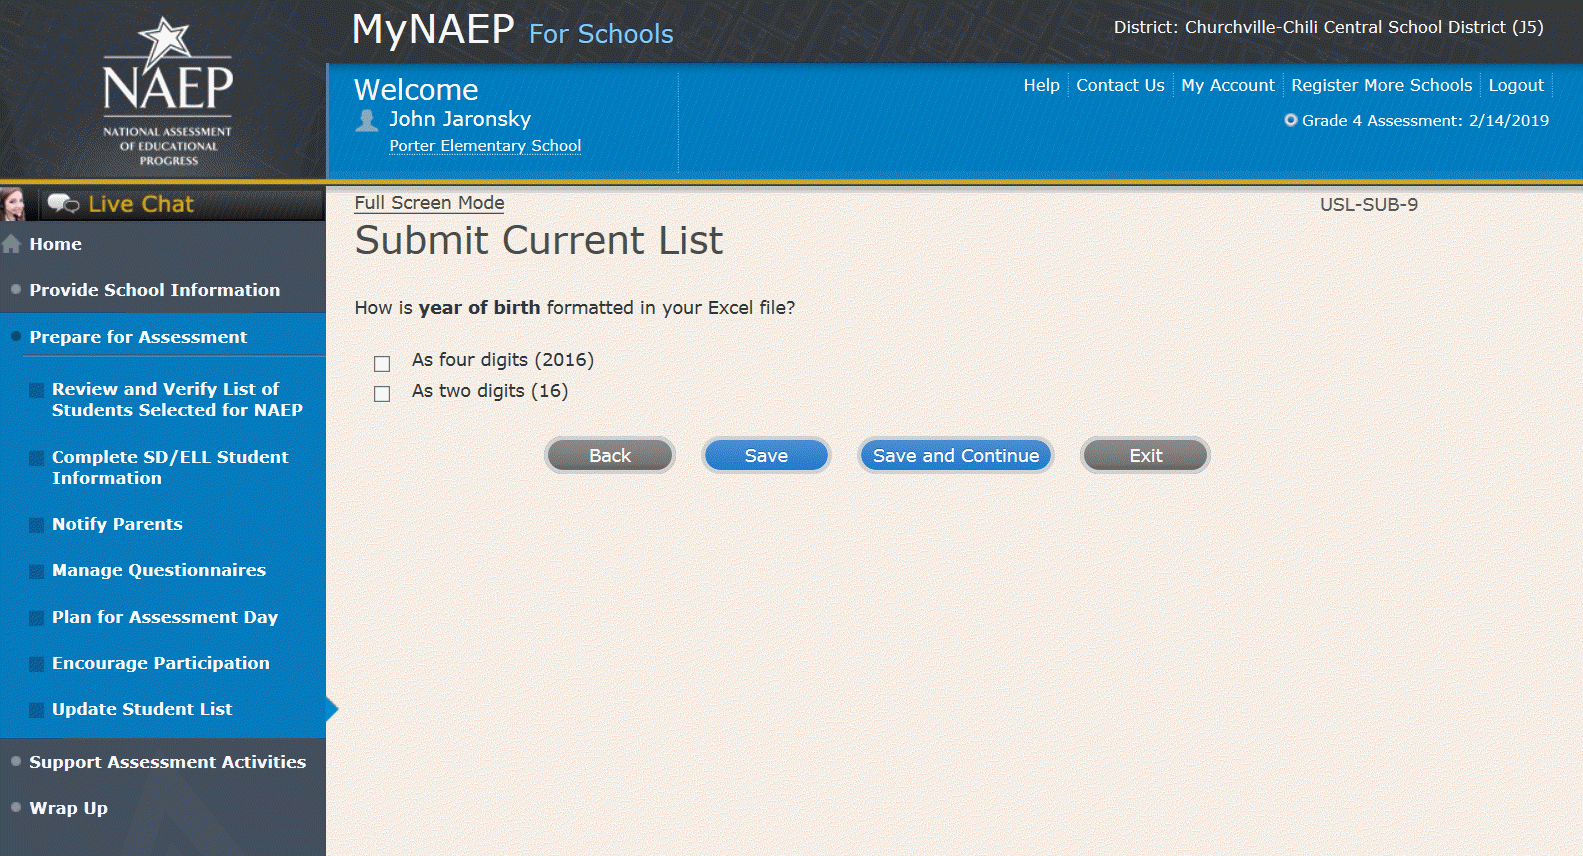 NAEP
NATIONAL ASSESSMENT
OF EDUCATIONAL
PROGRESS
MyNAEP For Schools
District: Churchville-Chili Central School District (J5)
Welcome
John Jaronsky
Porter Elementary School
Help Contact Us My Account Register More Schools Logout
Grade 4 Assessment: 2/14/2019
Live Chat
Home
Provide School Information
Prepare for Assessment
Review and Verify List of
Students Selected for NAEP
Complete SD/ELL Student
Information
Notify Parents
Manage Questionnaires
Plan for Assessment Day
Encourage Participation
Update Student List
Support Assessment Activities
Wrap Up
Full Screen Mode
USL-SUB-9
Submit Current List
How is year of birth formatted in your Excel file?
As four digits (2016)
As two digits (16)
Back Save Save and Continue Exit